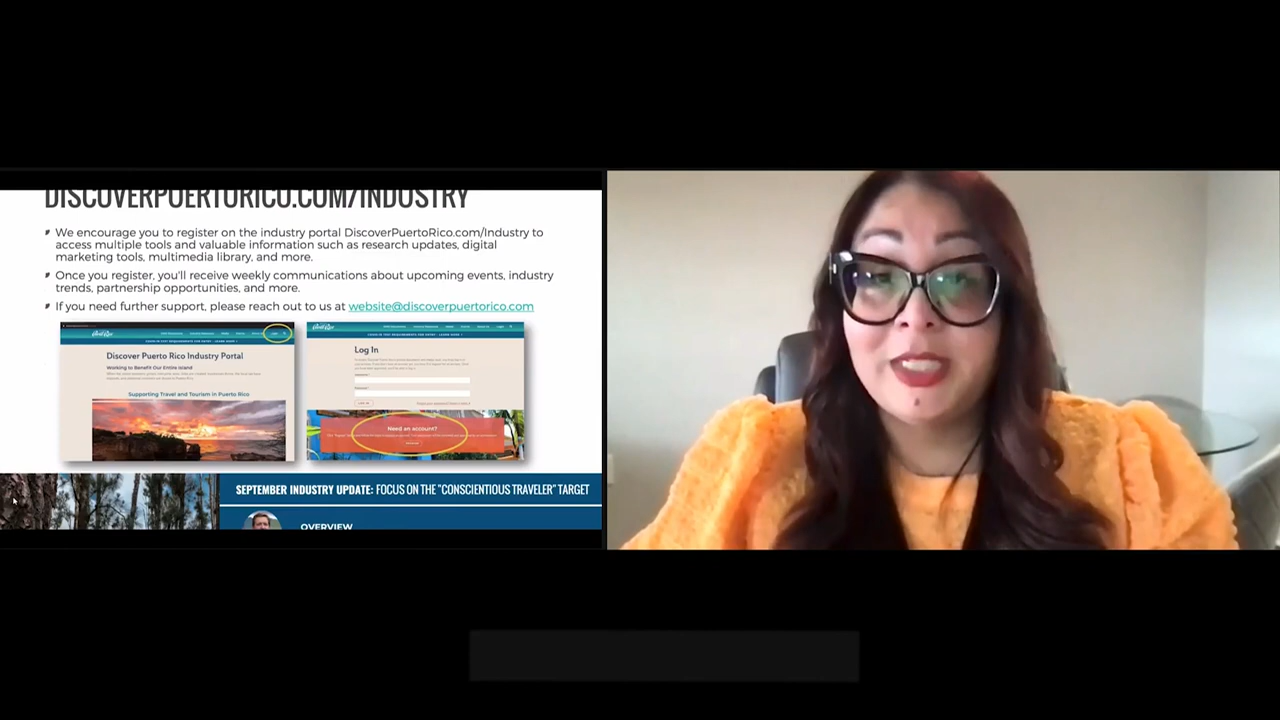 DISCOVERPUERTORICO.COM/INDUSTRY
We encourage you to register on the industry portal DiscoverPuertoRico.com/Industry to
access multiple tools and valuable information such as research updates, digital
marketing tools, multimedia library, and more.
Once you register, you'll receive weekly communications about upcoming events, industry
trends, partnership opportunities, and more.
If you need further support, please reach out to us at website@discoverpuertorico.com
Discover Puerto Rico Industry Portal
Working to Benefit Our Entire Island
Supporting Travel and Tourism in Puerto Rico
Log In
Need an account?
SEPTEMBER INDUSTRY UPDATE: FOCUS ON THE "CONSCIENTIOUS TRAVELER" TARGET
OVERVIEW